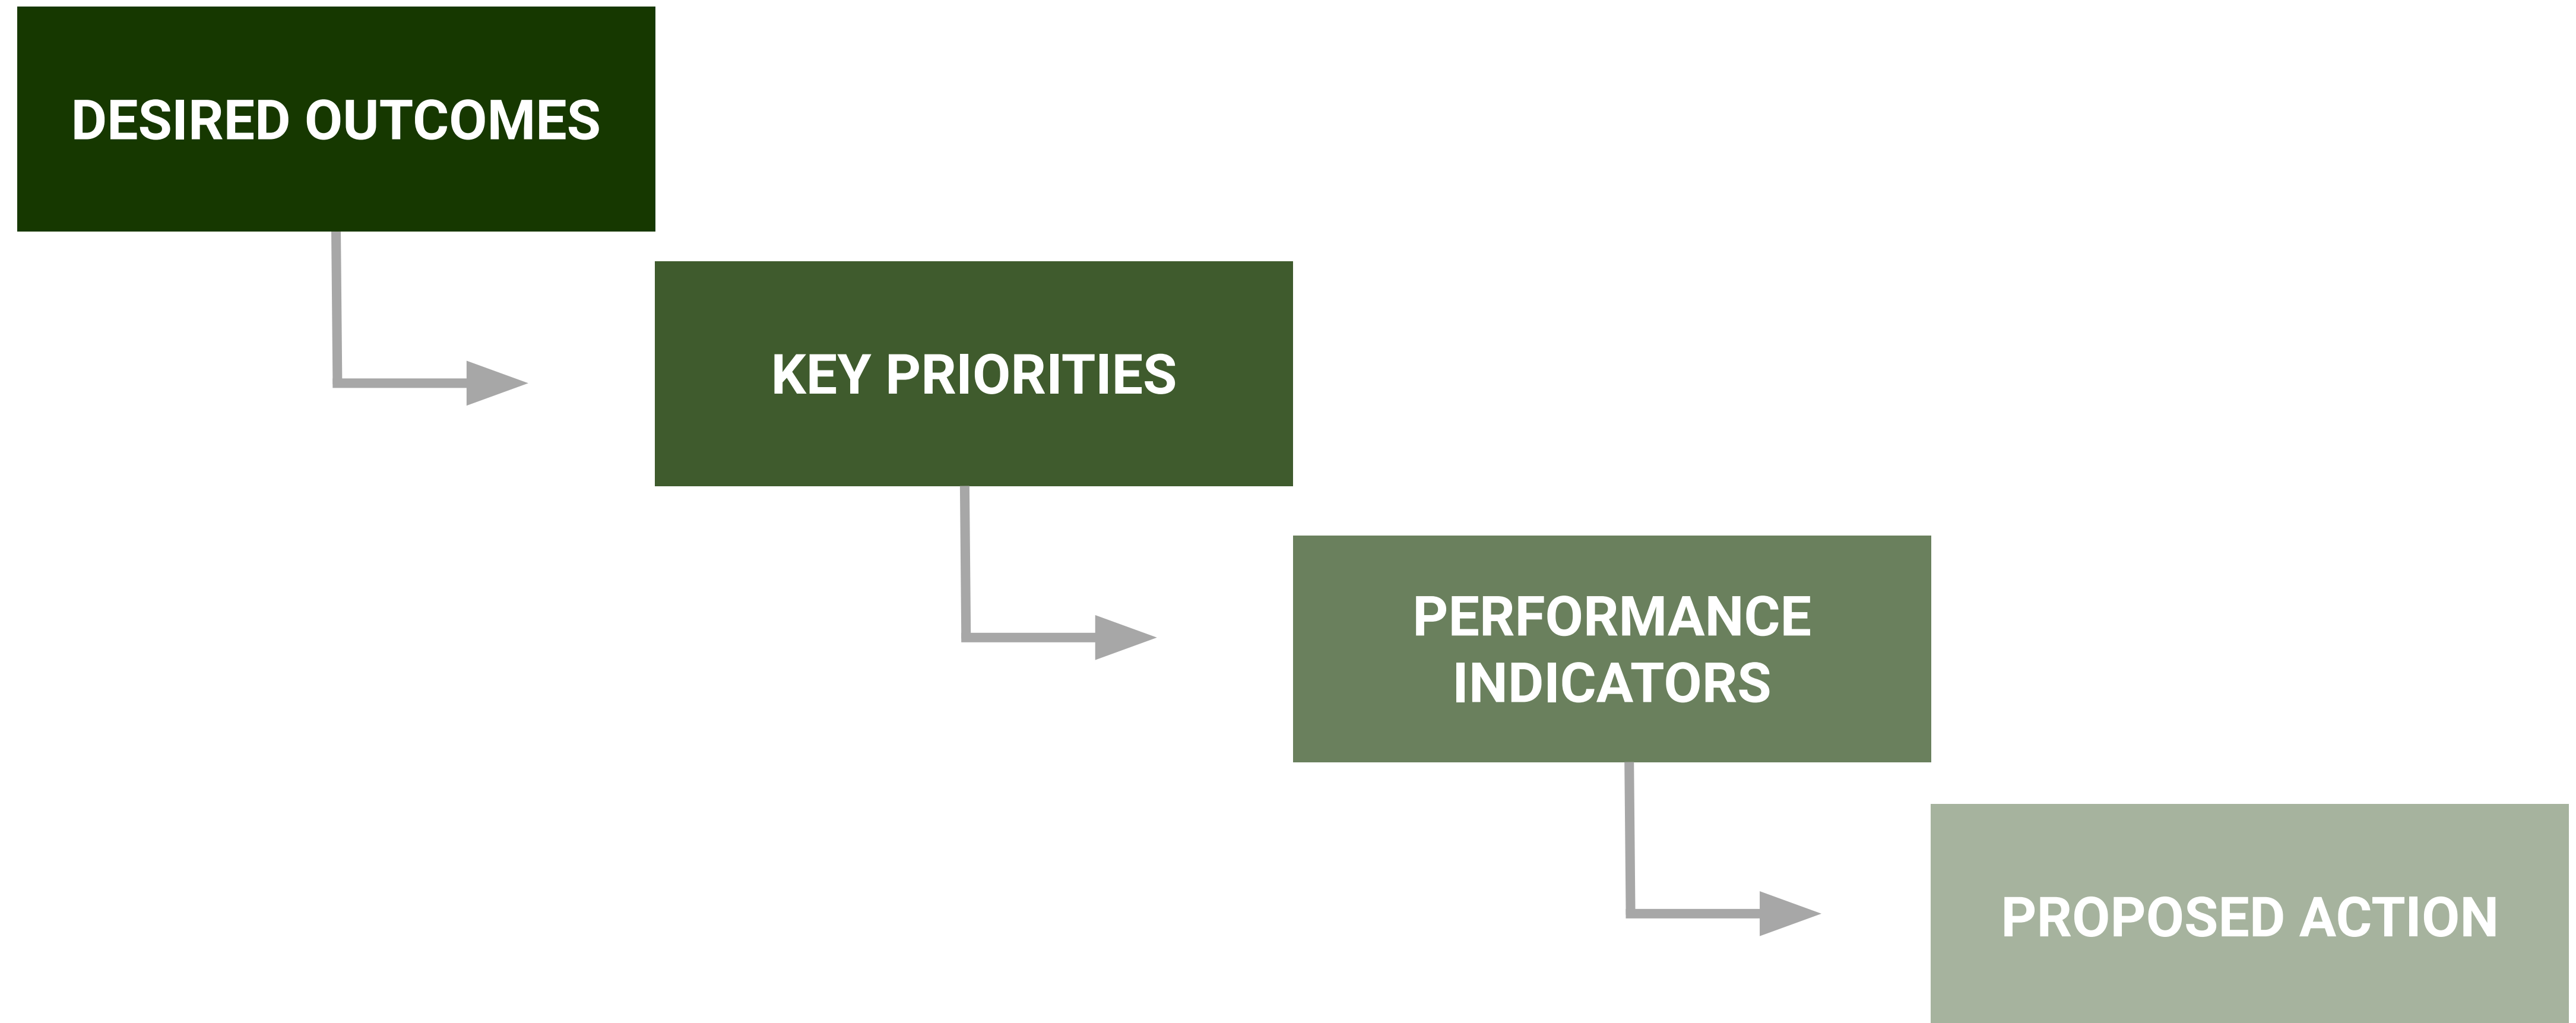 DESIRED OUTCOMES
KEY PRIORITIES
PERFORMANCE
INDICATORS
PROPOSED ACTION